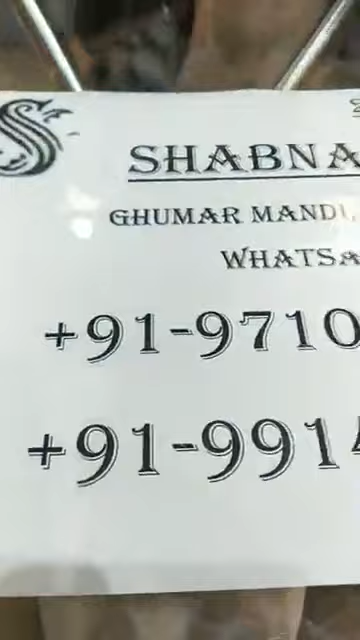 S
SHABNA
GHUMAR MANDI,
WHATSA
+91-9710
+91-9914